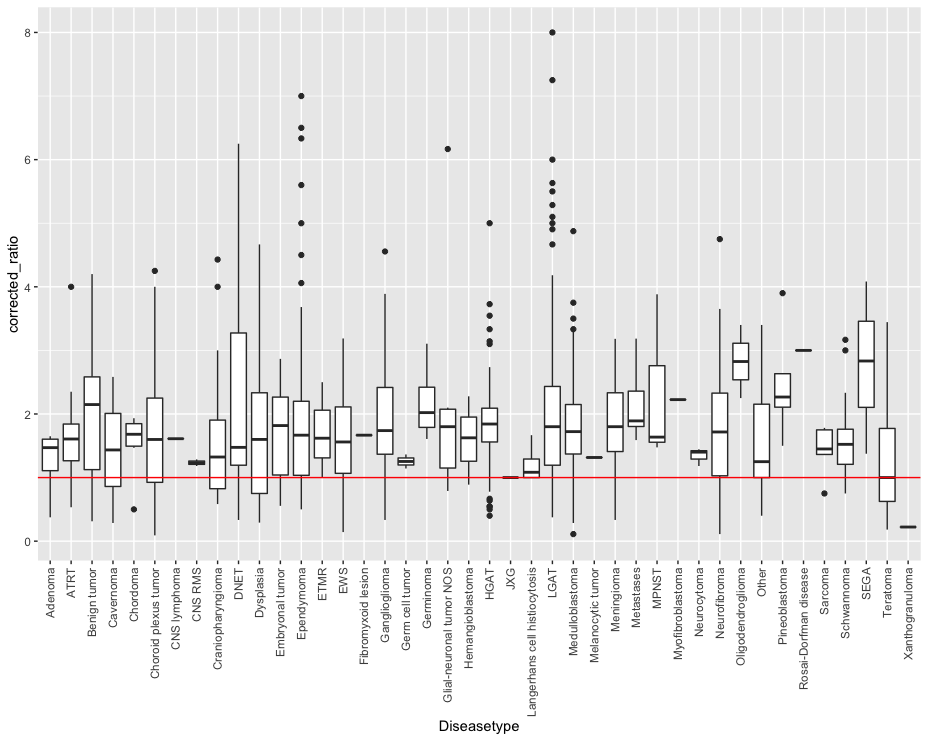 8
6
4
2
0
corrected_ratio
Adenoma
ATRT
Benign tumor
Cavernoma
Chordoma
Choroid plexus tumor
CNS lymphoma
CNS RMS
Craniopharyngioma
DNET
Dysplasia
Embryonal tumor
Ependymoma
ETMR
EWS
Fibromyxoid lesion
Ganglioglioma
Germ cell tumor
Germinoma
Glial-neuronal tumor NOS
Hemangioblastoma
HGAT
JXG
Langerhans cell histiocytosis
LGAT
Medulloblastoma
Melanocytic tumor
Meningioma
Metastases
MPNST
Myofibroblastoma
Neurocytoma
Neurofibroma
Oligodendroglioma
Other
Pineoblastoma
Rosai-Dorfman disease
Sarcoma
Schwannoma
SEGA
Teratoma
Xanthogranuloma
Diseasetype